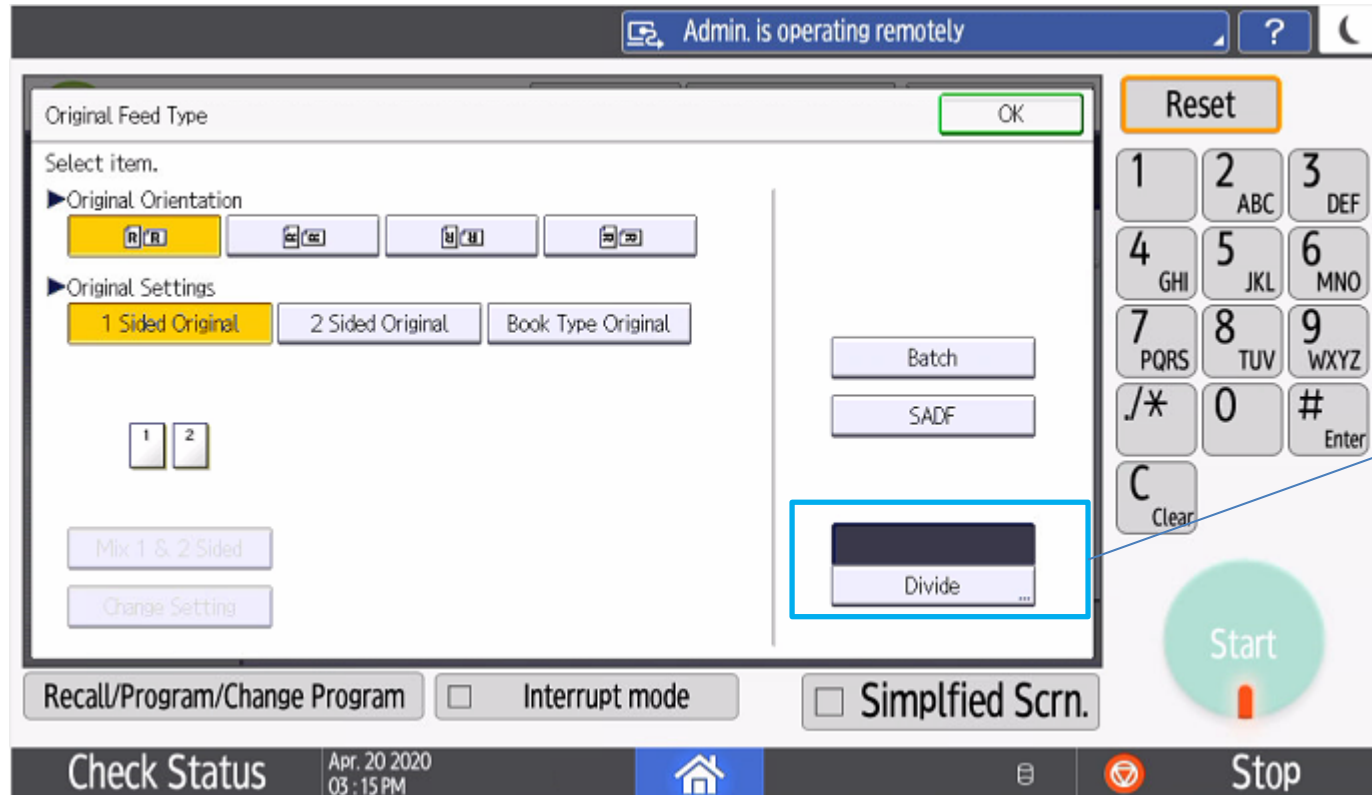 Admin. is operating remotely
?
Original Feed Type
OK
Reset
Select item.
Original Orientation
R R
R R
R R
R R
Original Settings
1 Sided Original
2 Sided Original
Book Type Original
Batch
SADF
1 2
Mix 1 & 2 Sided
Change Setting
Divide
...
1
2 ABC
3 DEF
4 GHI
5 JKL
6 MNO
7 PQRS
8 TUV
9 WXYZ
./*
0
# Enter
C Clear
Start
Recall/Program/Change Program
Interrupt mode
Simplfied Scrn.
Check Status
Apr. 20 2020
03 : 15 PM
Stop